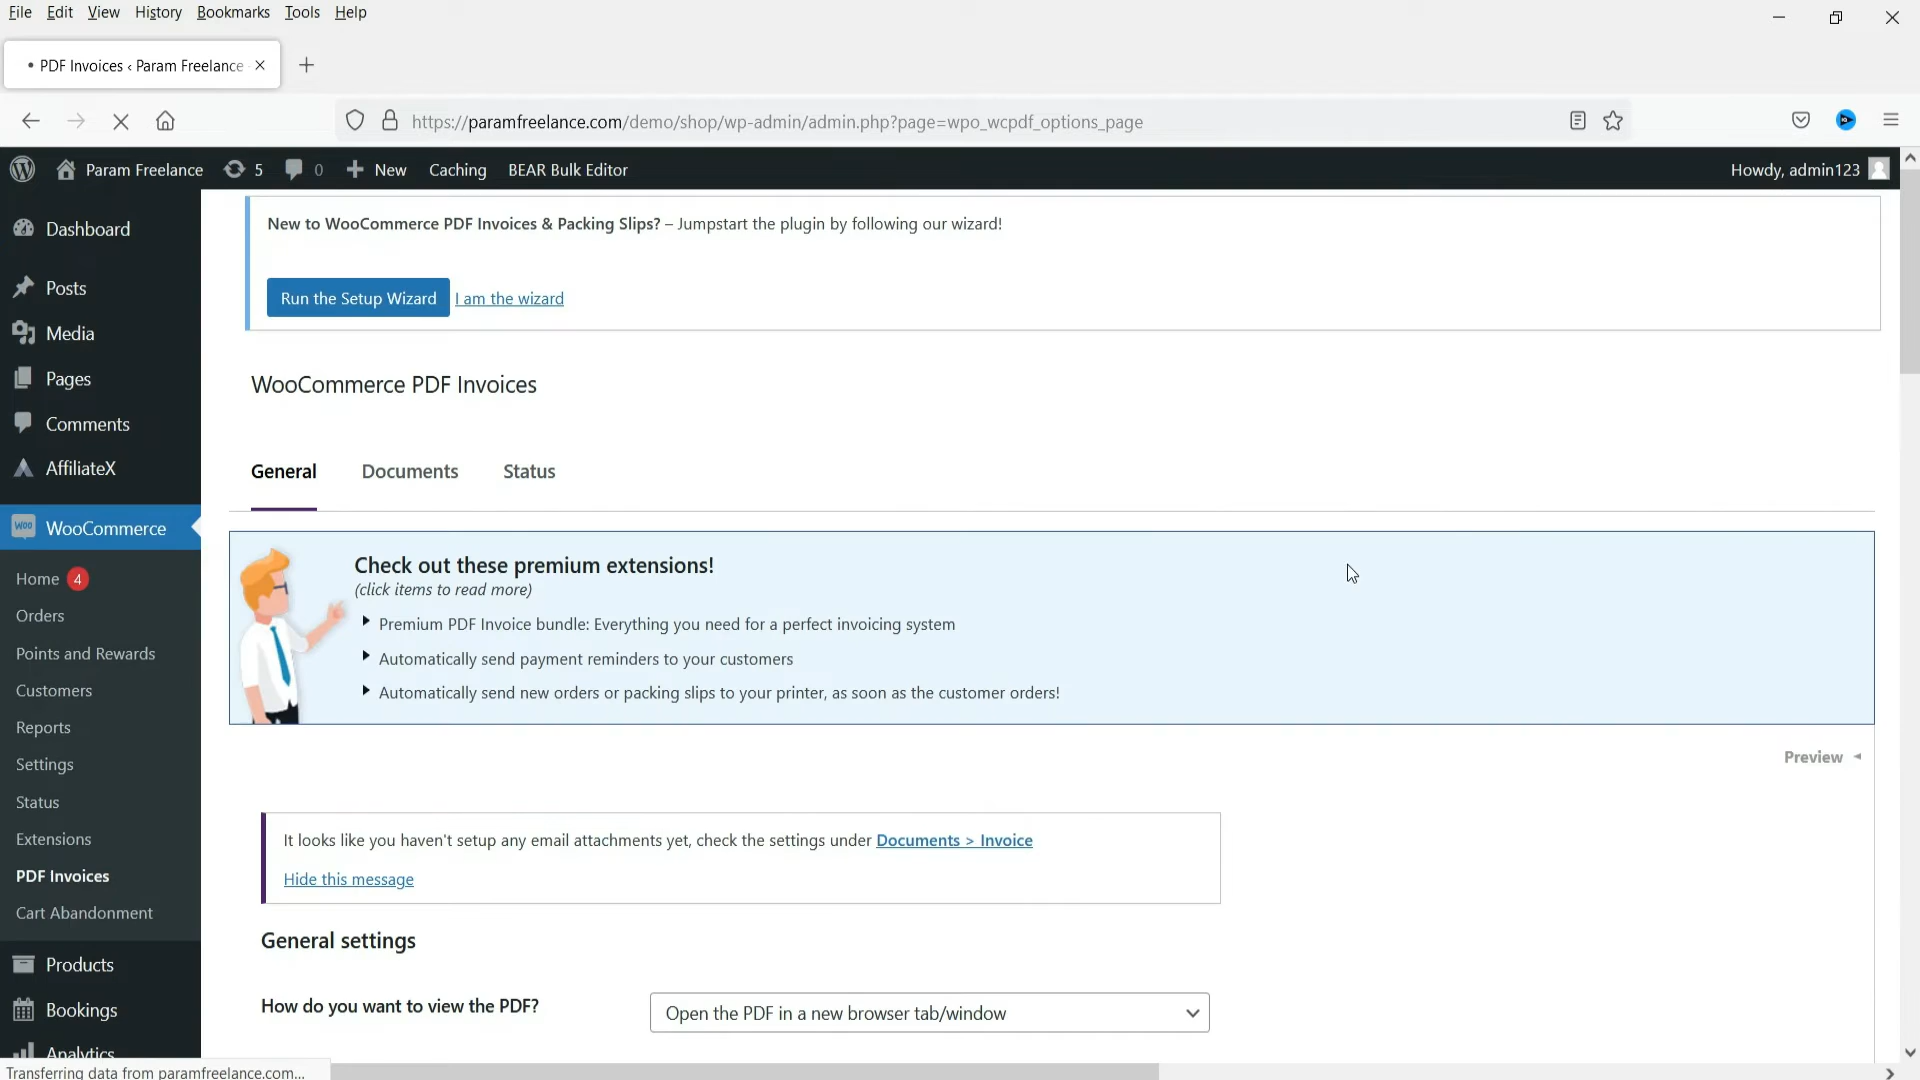 File Edit View History Bookmarks Tools Help
• PDF Invoices ‹ Param Freelance
https://paramfreelance.com/demo/shop/wp-admin/admin.php?page=wpo_wcpdf_options_page
Param Freelance 5 0 New Caching BEAR Bulk Editor Howdy, admin123
Dashboard
Posts
Media
Pages
Comments
AffiliateX
Woo WooCommerce
Home 4
Orders
Points and Rewards
Customers
Reports
Settings
Status
Extensions
PDF Invoices
Cart Abandonment
Products
Bookings
Analytics
New to WooCommerce PDF Invoices & Packing Slips? – Jumpstart the plugin by following our wizard!
Run the Setup Wizard I am the wizard
WooCommerce PDF Invoices
General Documents Status
Check out these premium extensions!
(click items to read more)
Premium PDF Invoice bundle: Everything you need for a perfect invoicing system
Automatically send payment reminders to your customers
Automatically send new orders or packing slips to your printer, as soon as the customer orders!
Preview
It looks like you haven't setup any email attachments yet, check the settings under Documents > Invoice
Hide this message
General settings
How do you want to view the PDF? Open the PDF in a new browser tab/window
Transferring data from paramfreelance.com...